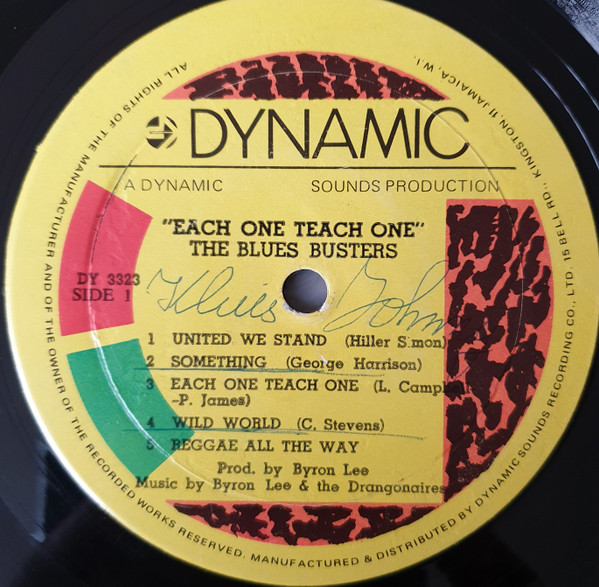 DYNAMIC
A DYNAMIC SOUNDS PRODUCTION
"EACH ONE TEACH ONE"
THE BLUES BUSTERS
DY 3323
SIDE 1
John
1 UNITED WE STAND (Hiller Simon)
2 SOMETHING (George Harrison)
3 EACH ONE TEACH ONE (L. Campbell
-P. James)
4 WILD WORLD (C. Stevens)
5 REGGAE ALL THE WAY
Prod. by Byron Lee
Music by Byron Lee & the Dragonaires
ALL RIGHTS OF THE MANUFACTURER AND OF THE OWNER OF THE RECORDED WORKS RESERVED. MANUFACTURED & DISTRIBUTED BY DYNAMIC SOUNDS RECORDING CO., LTD. 15 BELL RD., KINGSTON, 11 JAMAICA, W.I.